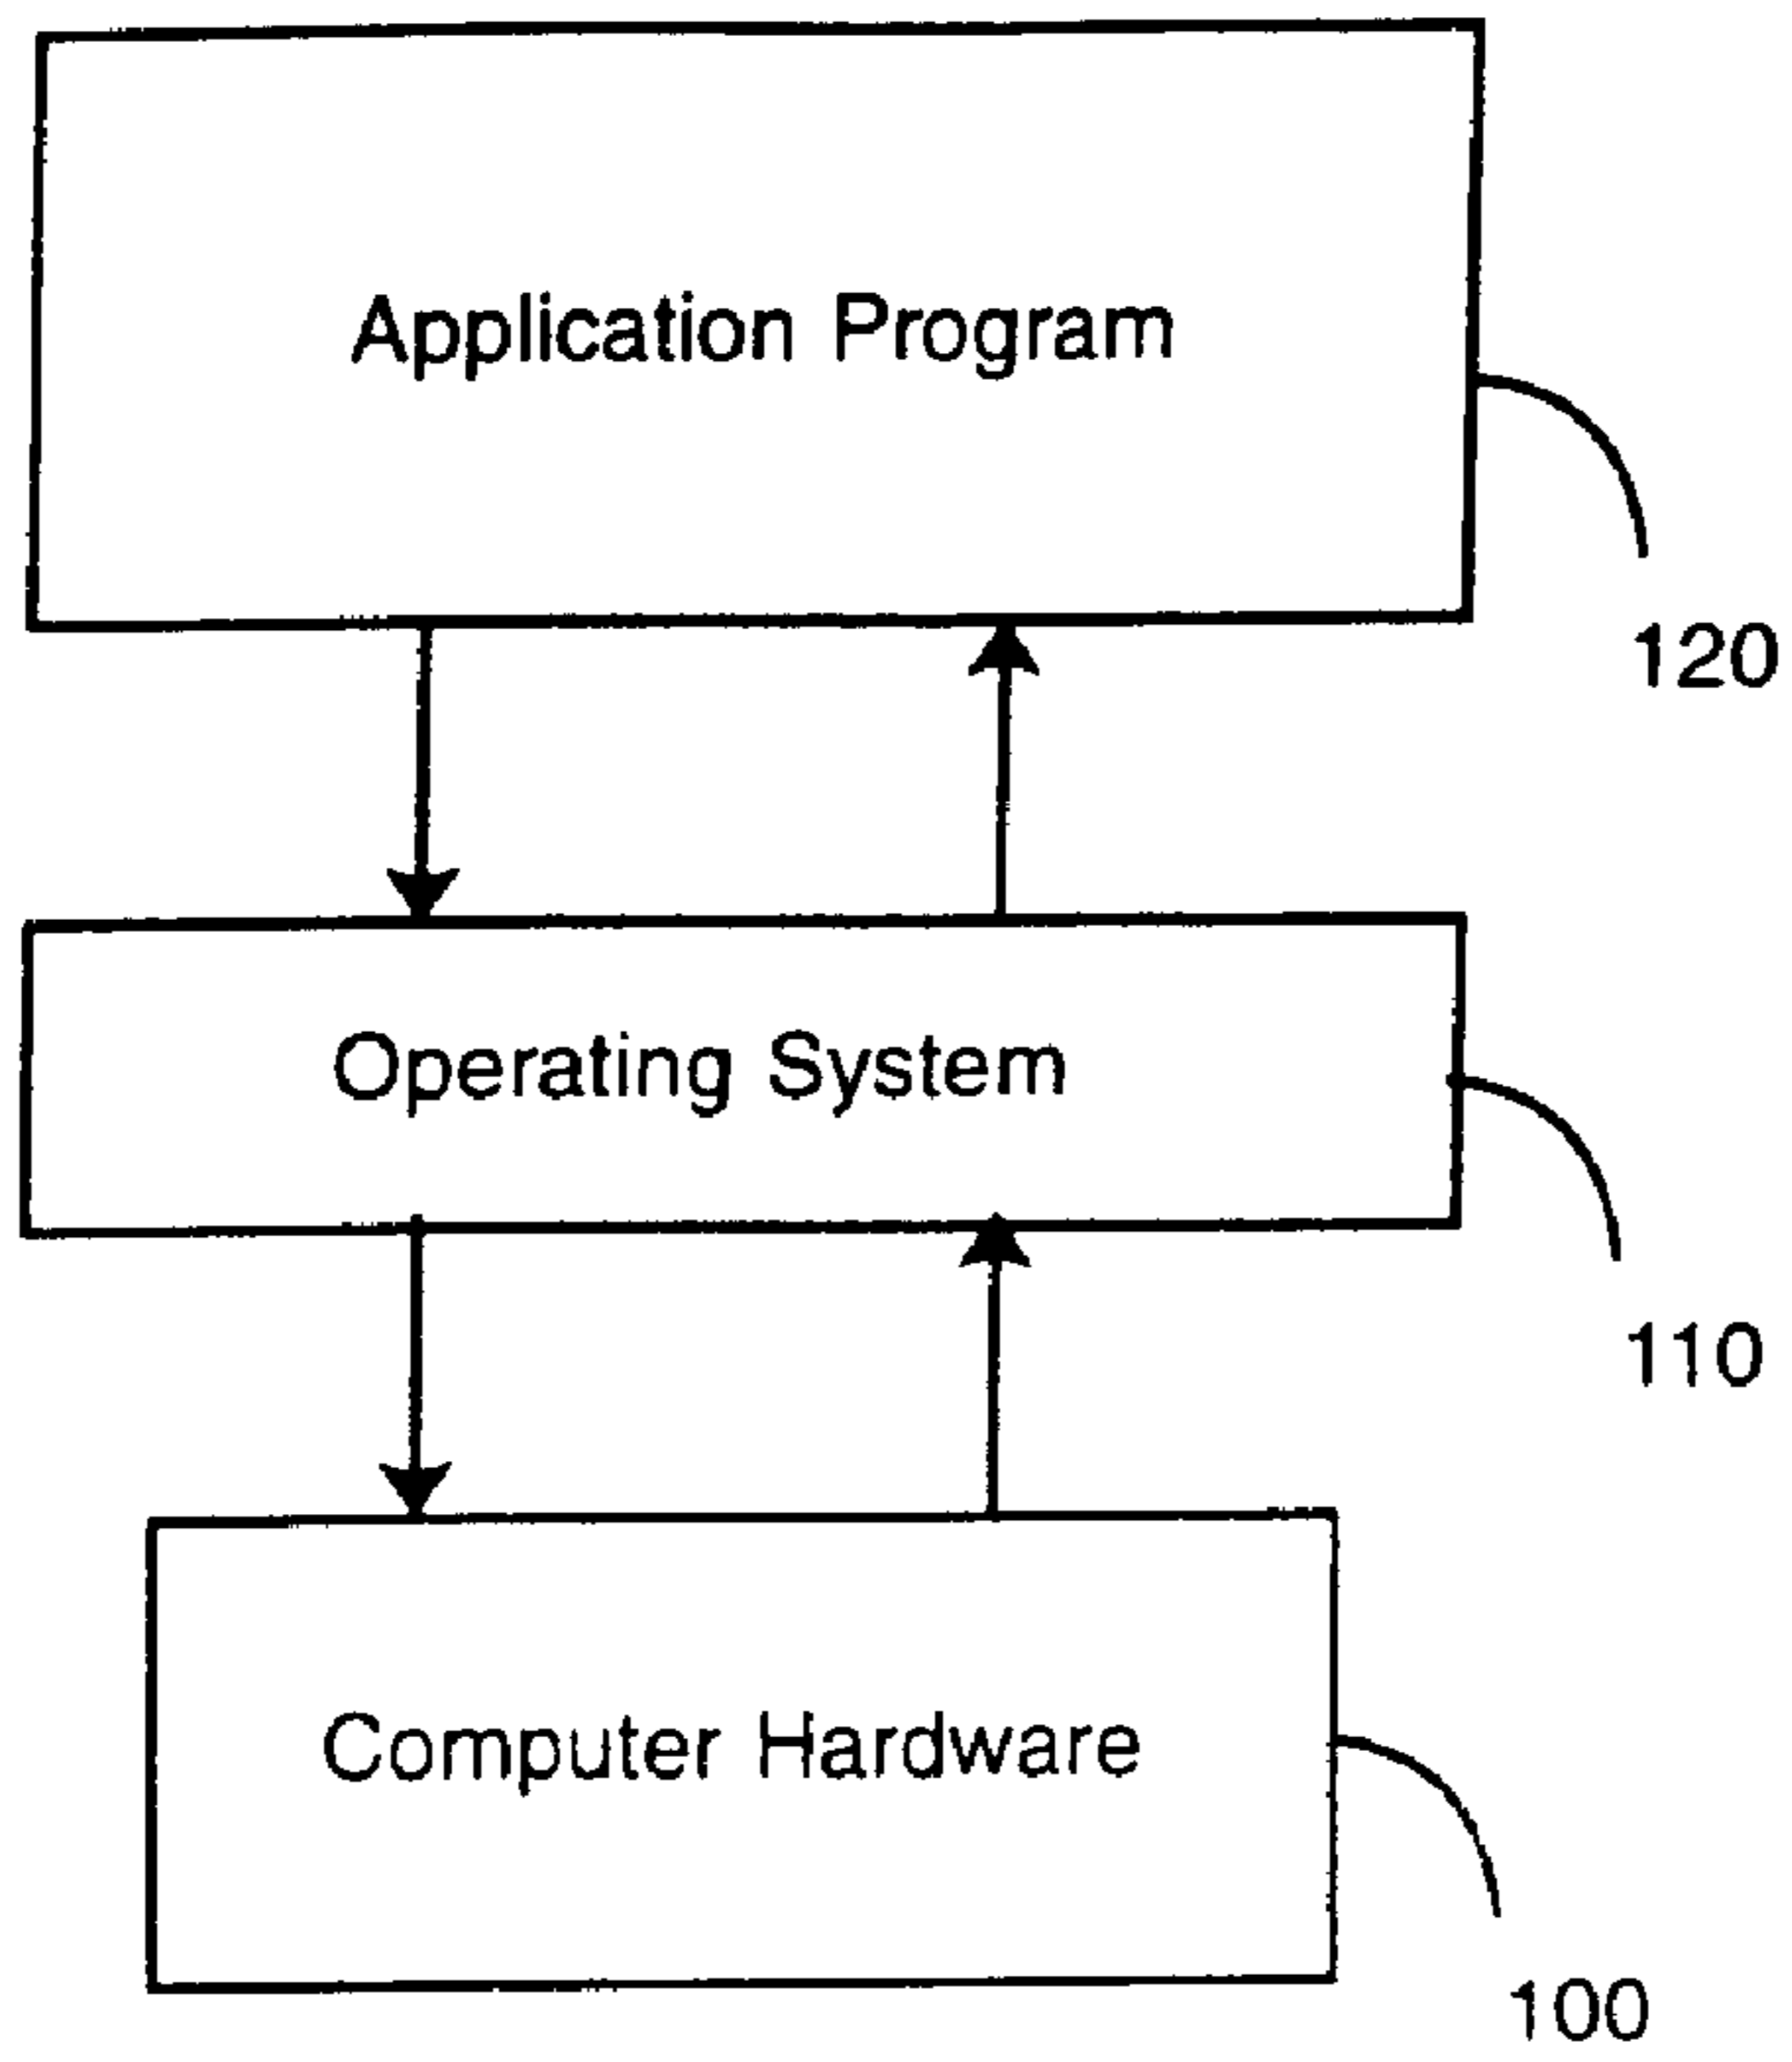 Application Program
120
Operating System
110
Computer Hardware
100